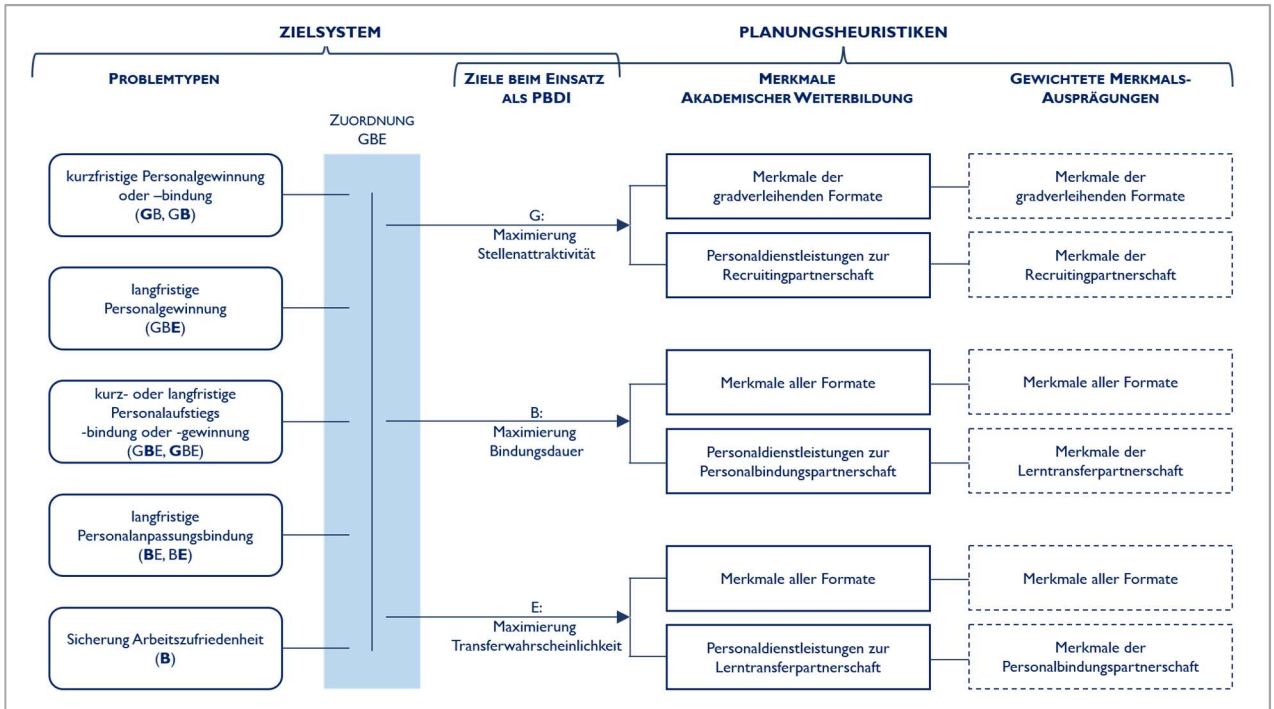 ZIELSYSTEM
PLANUNGSHEURISTIKEN
PROBLEMTYPEN
ZIELE BEIM EINSATZ
ALS PBDI
MERKMALE
AKADEMISCHER WEITERBILDUNG
GEWICHTETE MERKMALS-
AUSPRÄGUNGEN
ZUORDNUNG
GBE
kurzfristige Personalgewinnung
oder –bindung
(GB, GB)
langfristige
Personalgewinnung
(GBE)
kurz- oder langfristige
Personalaufstiegs
-bindung oder -gewinnung
(GBE, GBE)
langfristige
Personalanpassungsbindung
(BE, BE)
Sicherung Arbeitszufriedenheit
(B)
G:
Maximierung
Stellenattraktivität
B:
Maximierung
Bindungsdauer
E:
Maximierung
Transferwahrscheinlichkeit
Merkmale der
gradverleihenden Formate
Personaldienstleistungen zur
Recruitingpartnerschaft
Merkmale aller Formate
Personaldienstleistungen zur
Personalbindungspartnerschaft
Merkmale aller Formate
Personaldienstleistungen zur
Lerntransferpartnerschaft
Merkmale der
gradverleihenden Formate
Merkmale der
Recruitingpartnerschaft
Merkmale aller Formate
Merkmale der
Lerntransferpartnerschaft
Merkmale aller Formate
Merkmale der
Personalbindungspartnerschaft